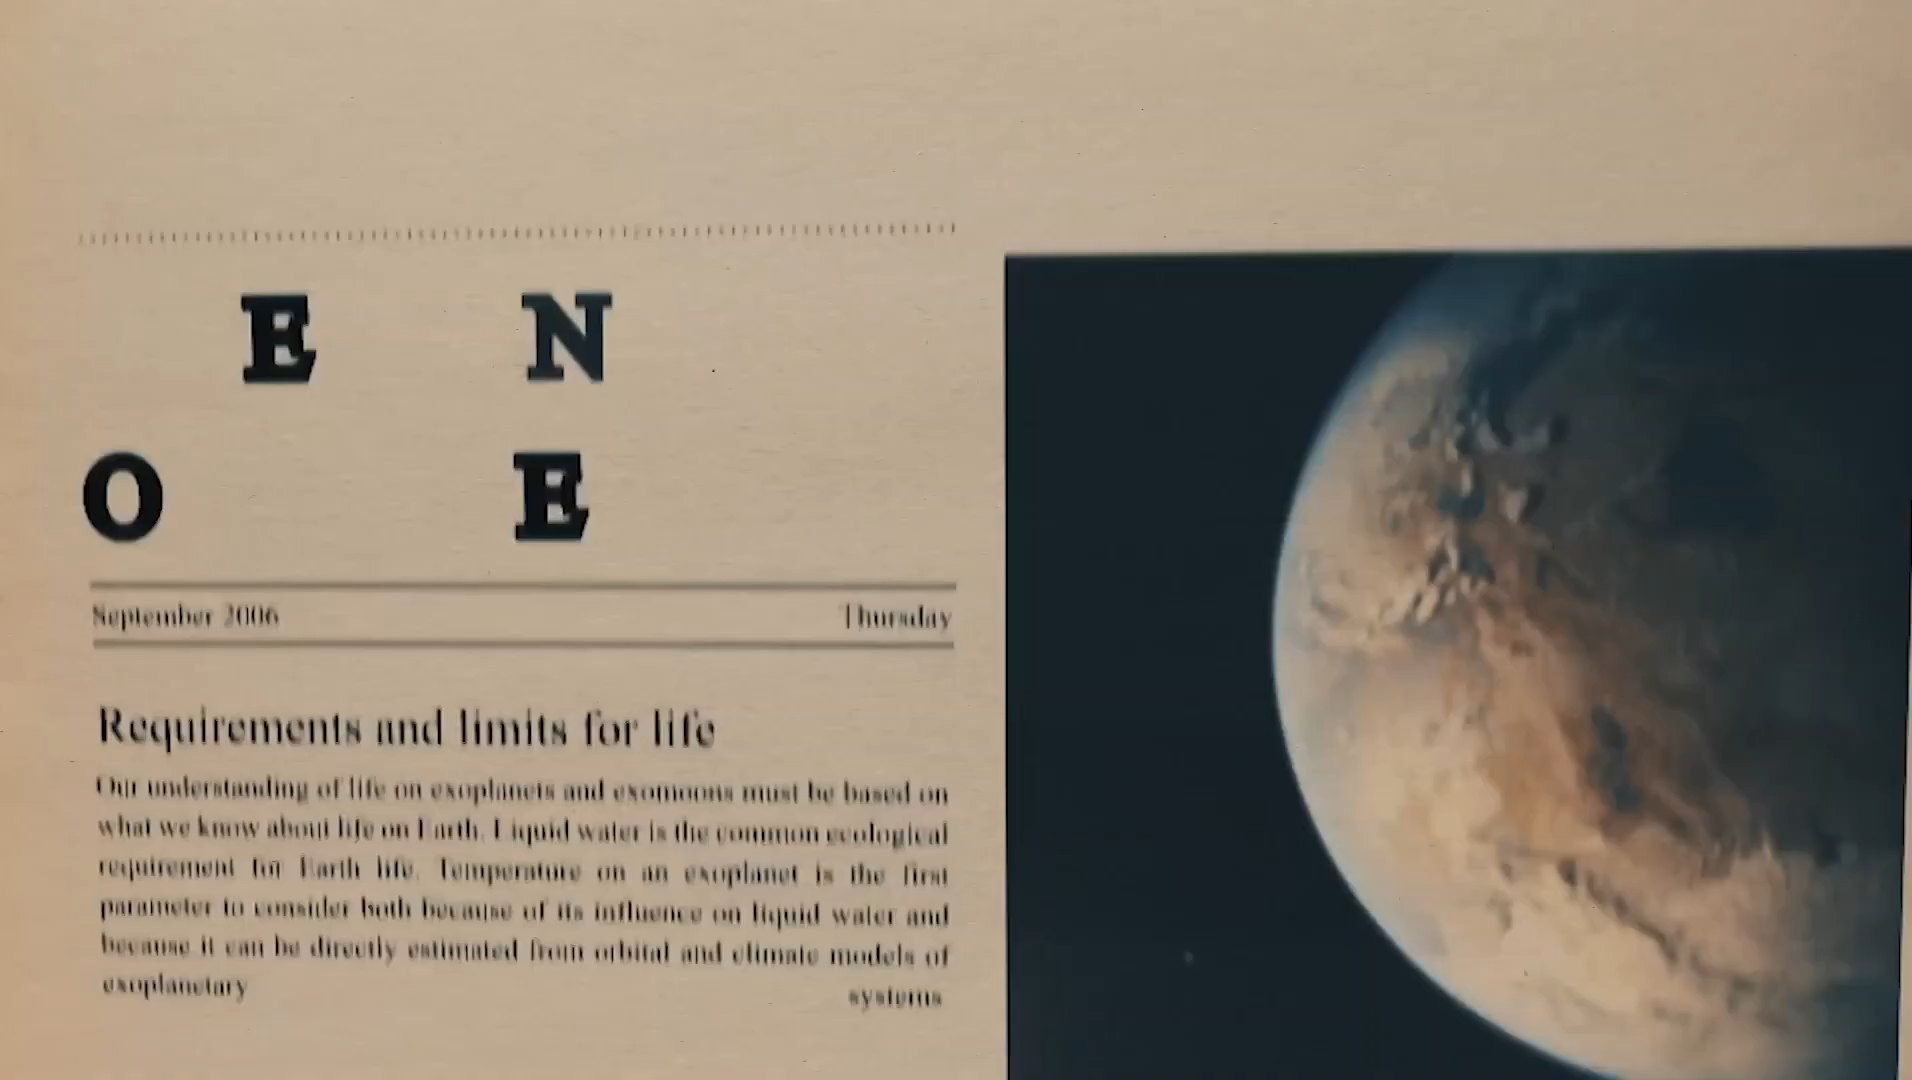 E N
O E
September 2006 Thursday
Requirements and limits for life
Our understanding of life on exoplanets and exomoons must be based on
what we know about life on Earth. Liquid water is the common ecological
requirement for Earth life. Temperature on an exoplanet is the first
parameter to consider both because of its influence on liquid water and
because it can be directly estimated from orbital and climate models of
exoplanetary systems